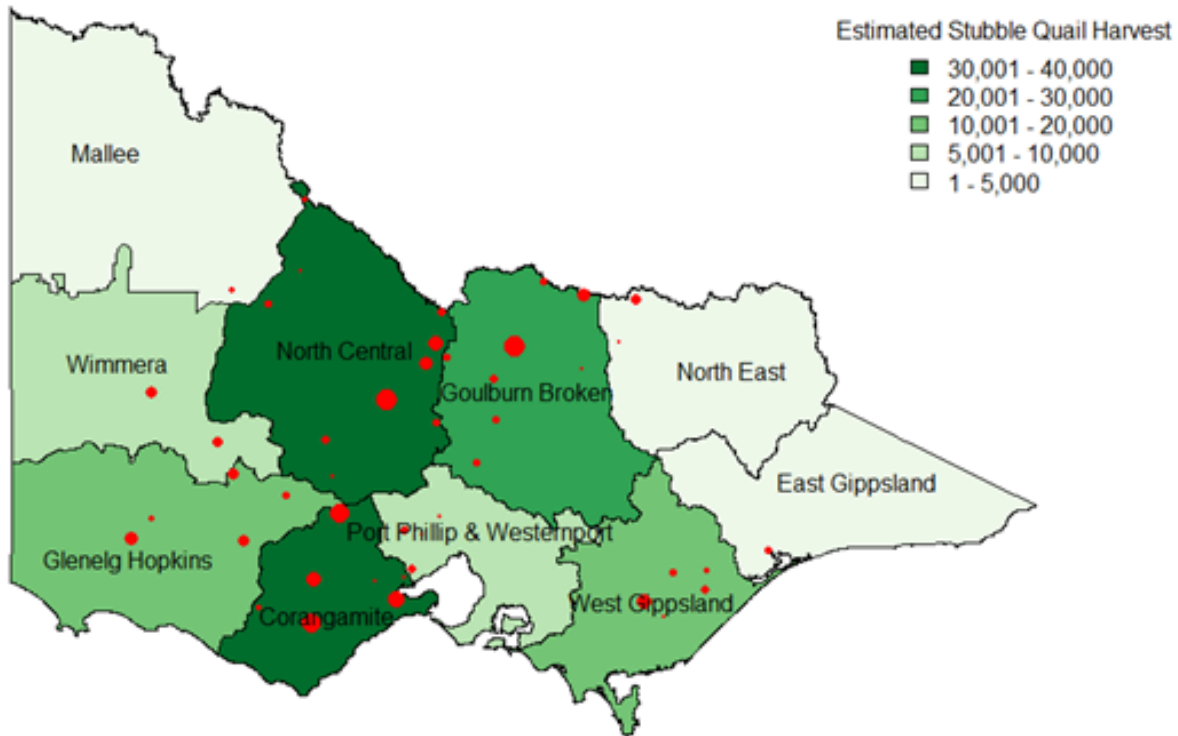 Estimated Stubble Quail Harvest
30,001 - 40,000
20,001 - 30,000
10,001 - 20,000
5,001 - 10,000
1 - 5,000
Mallee
Wimmera
North Central
Goulburn Broken
North East
East Gippsland
Port Phillip & Westernport
Glenelg Hopkins
Corangamite
West Gippsland